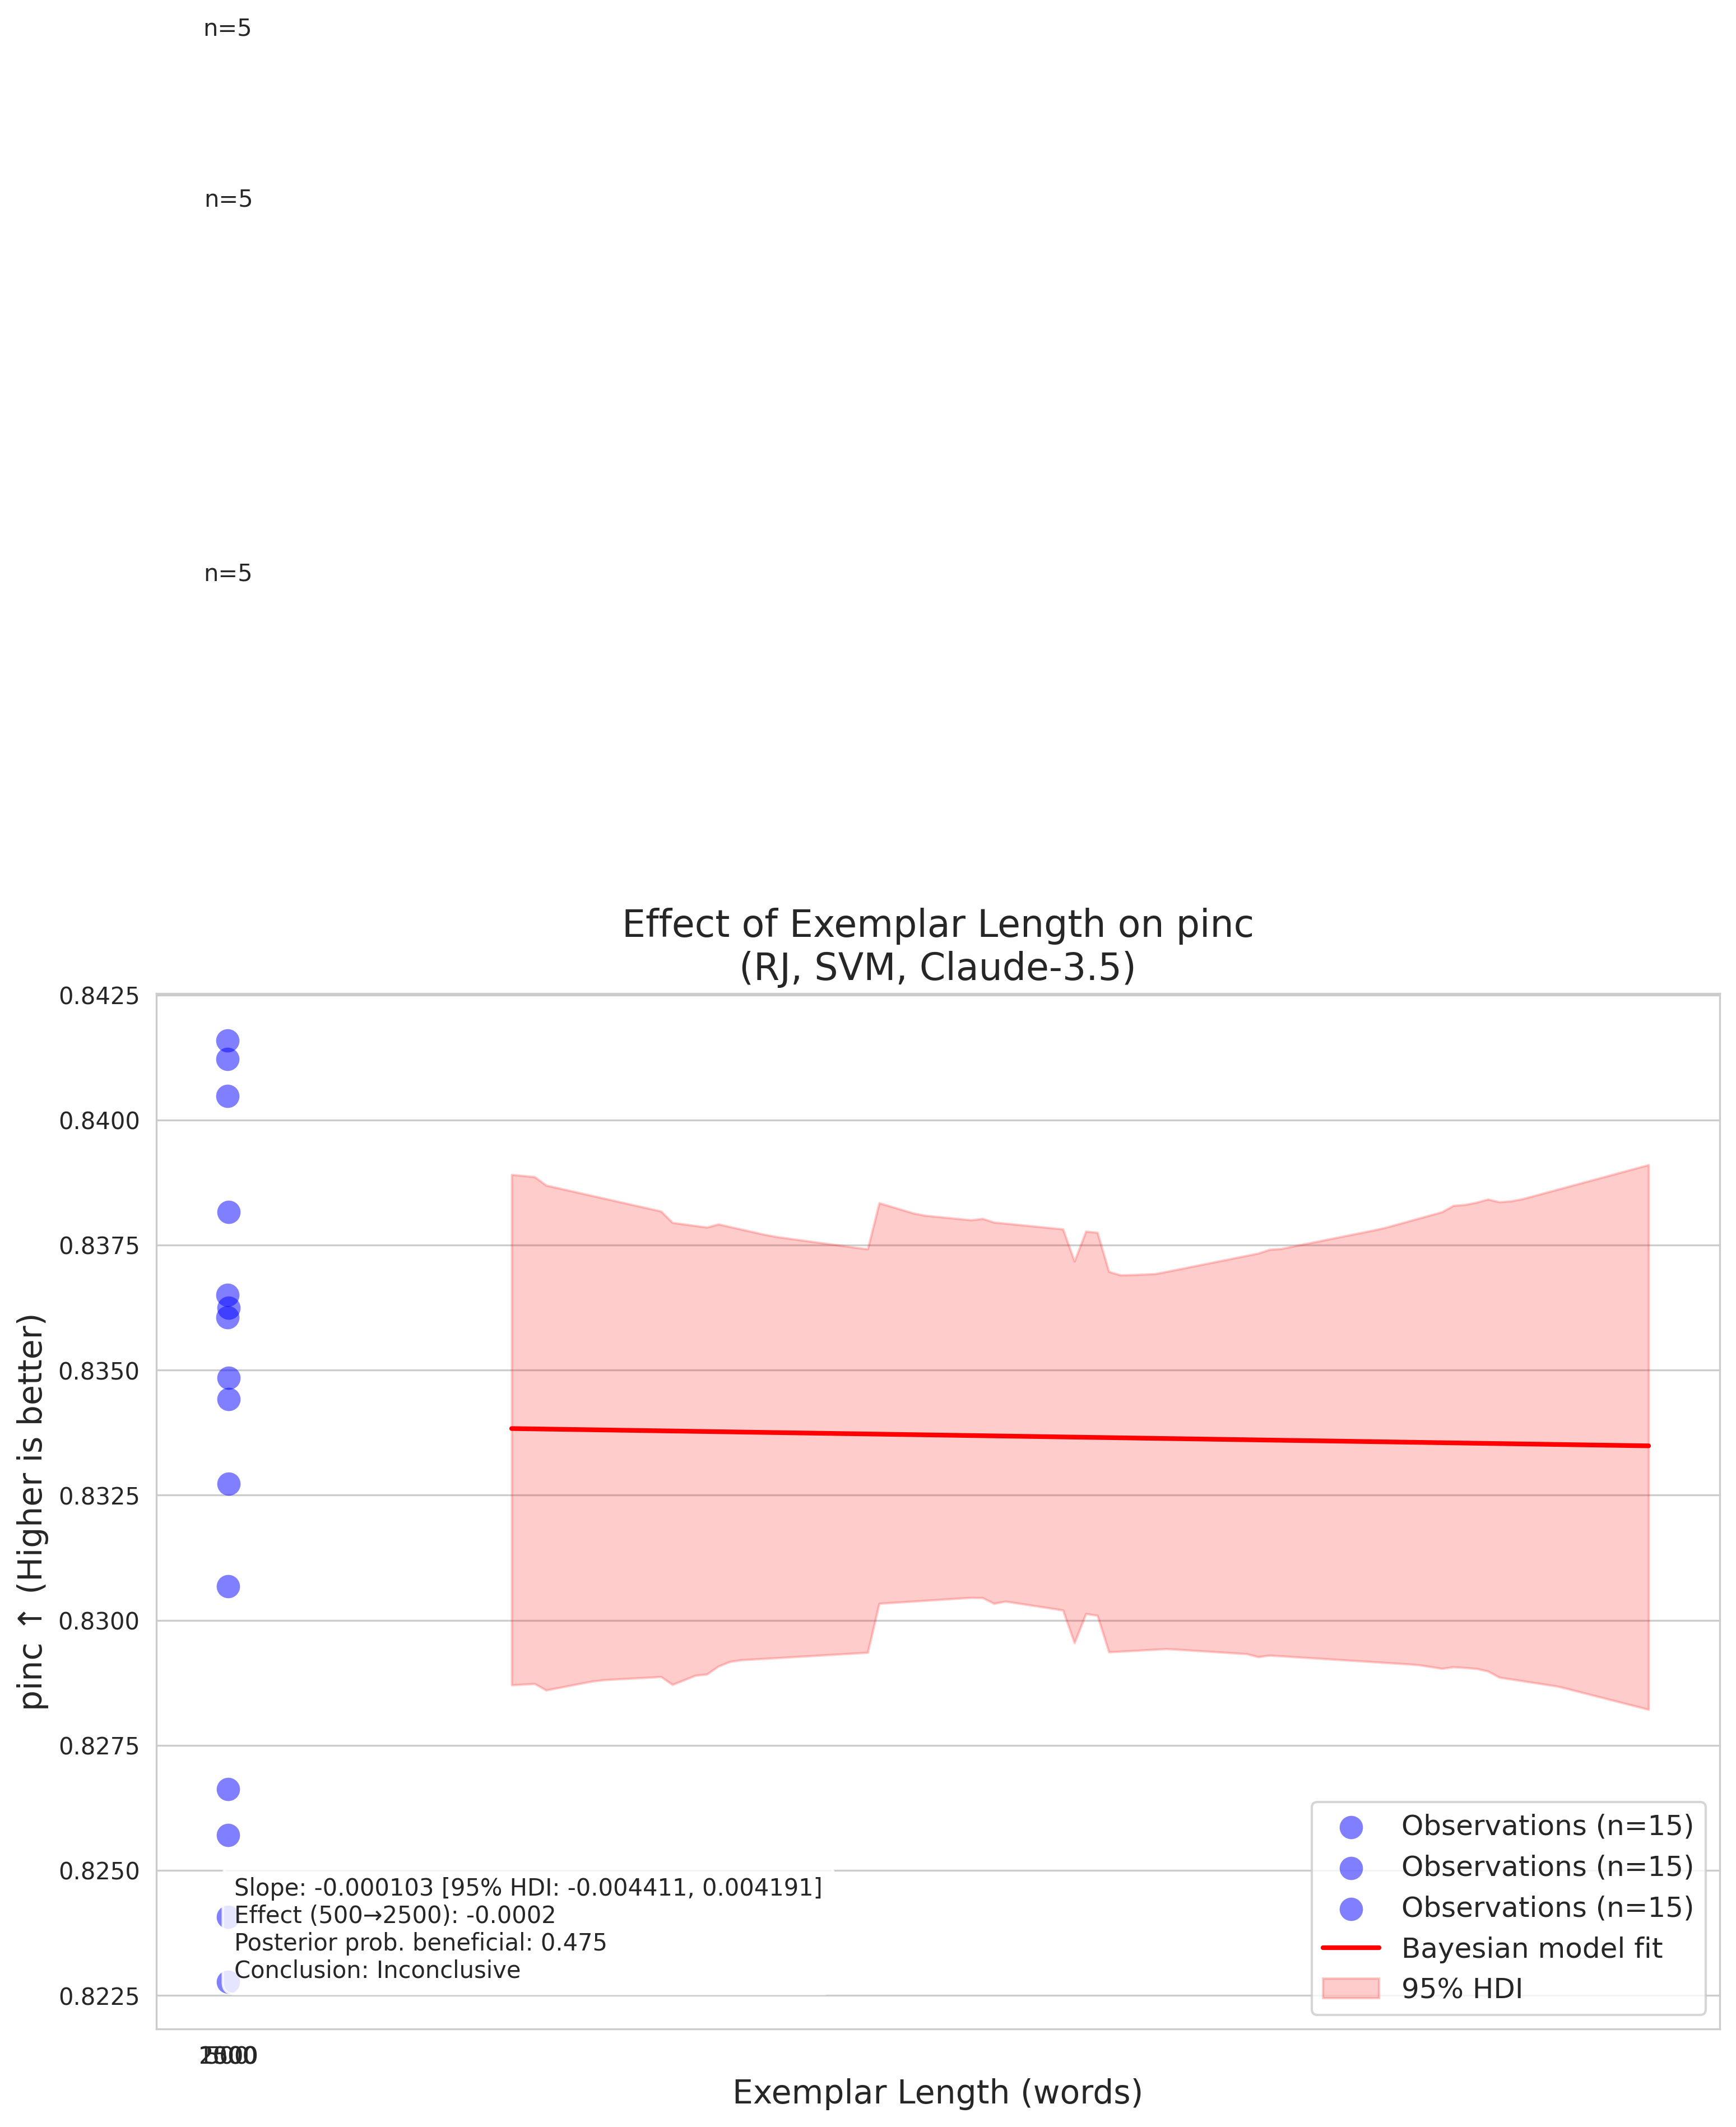 n=5
n=5
n=5
Effect of Exemplar Length on pinc
(RJ, SVM, Claude-3.5)
pinc ↑ (Higher is better)
0.8425
0.8400
0.8375
0.8350
0.8325
0.8300
0.8275
0.8250
0.8225
Slope: -0.000103 [95% HDI: -0.004411, 0.004191]
Effect (500→2500): -0.0002
Posterior prob. beneficial: 0.475
Conclusion: Inconclusive
Observations (n=15)
Observations (n=15)
Observations (n=15)
Bayesian model fit
95% HDI
Exemplar Length (words)